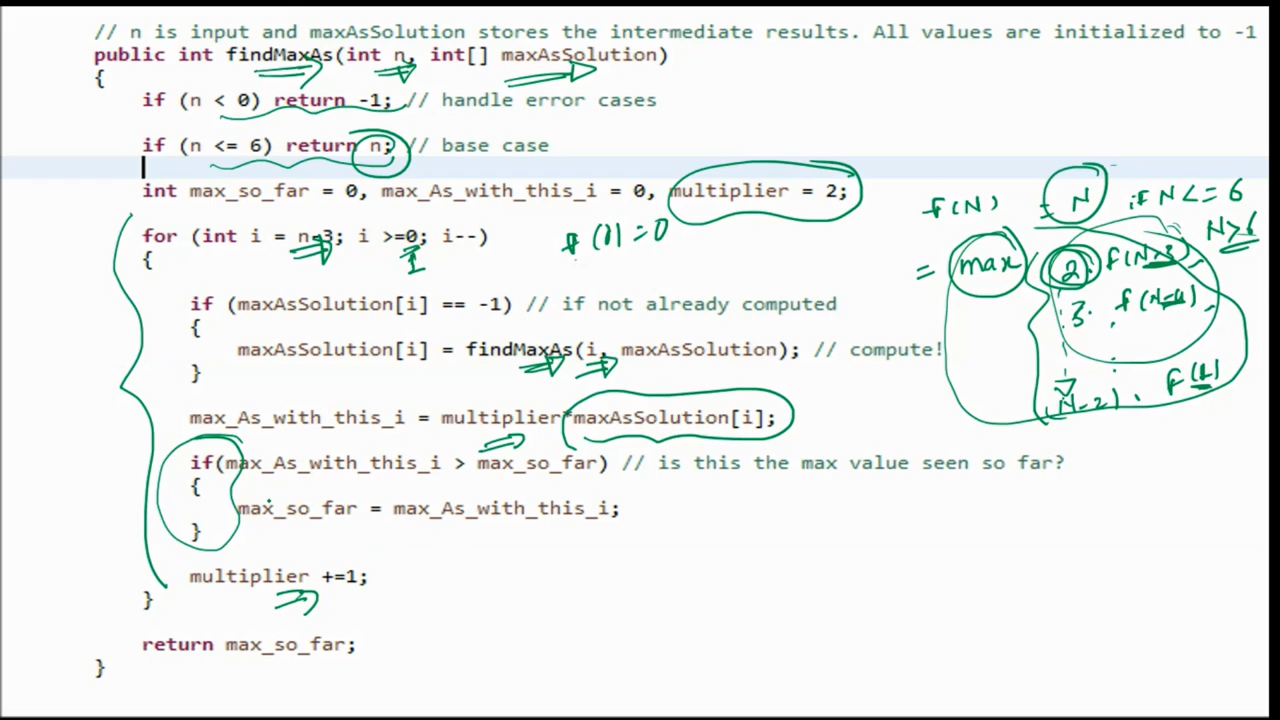 // n is input and maxAsSolution stores the intermediate results. All values are initialized to -1
public int findMaxAs(int n, int[] maxAsSolution)
{
if (n < 0) return -1; // handle error cases
if (n <= 6) return n; // base case
int max_so_far = 0, max_As_with_this_i = 0, multiplier = 2;
f(N) = N if N <= 6
for (int i = n-3; i >=0; i--)
f(0) = 0
N>6
{
= max 2. f(N-3),
if (maxAsSolution[i] == -1) // if not already computed
3. f(N-4),
{
maxAsSolution[i] = findMaxAs(i, maxAsSolution); // compute!
}
(N-2). f(1)
max_As_with_this_i = multiplier*maxAsSolution[i];
if(max_As_with_this_i > max_so_far) // is this the max value seen so far?
{
max_so_far = max_As_with_this_i;
}
multiplier +=1;
}
return max_so_far;
}